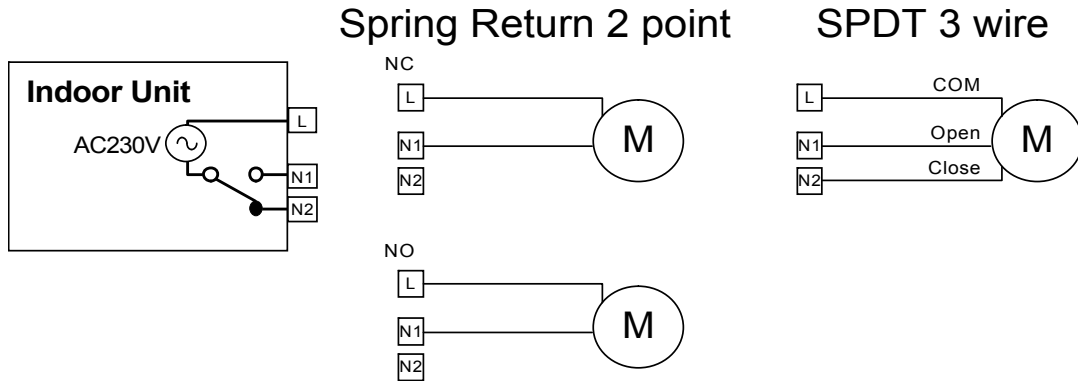 Spring Return 2 point
SPDT 3 wire
Indoor Unit
AC230V
L
N1
N2
NC
L
N1
N2
M
NO
L
N1
N2
M
L
N1
N2
COM
Open
Close
M